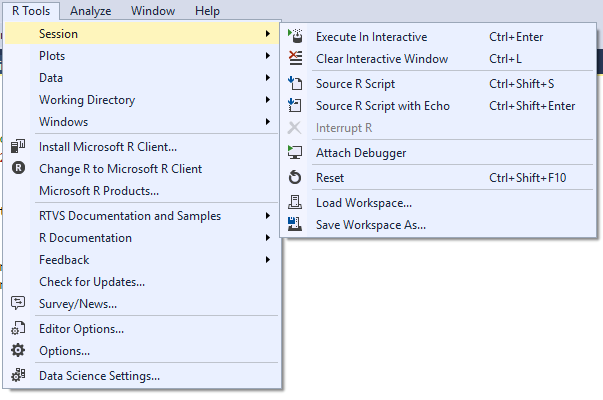 R Tools Analyze Window Help
Session
Plots
Data
Working Directory
Windows
Install Microsoft R Client...
Change R to Microsoft R Client
Microsoft R Products...
RTVS Documentation and Samples
R Documentation
Feedback
Check for Updates...
Survey/News...
Editor Options...
Options...
Data Science Settings...
Execute In Interactive Ctrl+Enter
Clear Interactive Window Ctrl+L
Source R Script Ctrl+Shift+S
Source R Script with Echo Ctrl+Shift+Enter
Interrupt R
Attach Debugger
Reset Ctrl+Shift+F10
Load Workspace...
Save Workspace As...